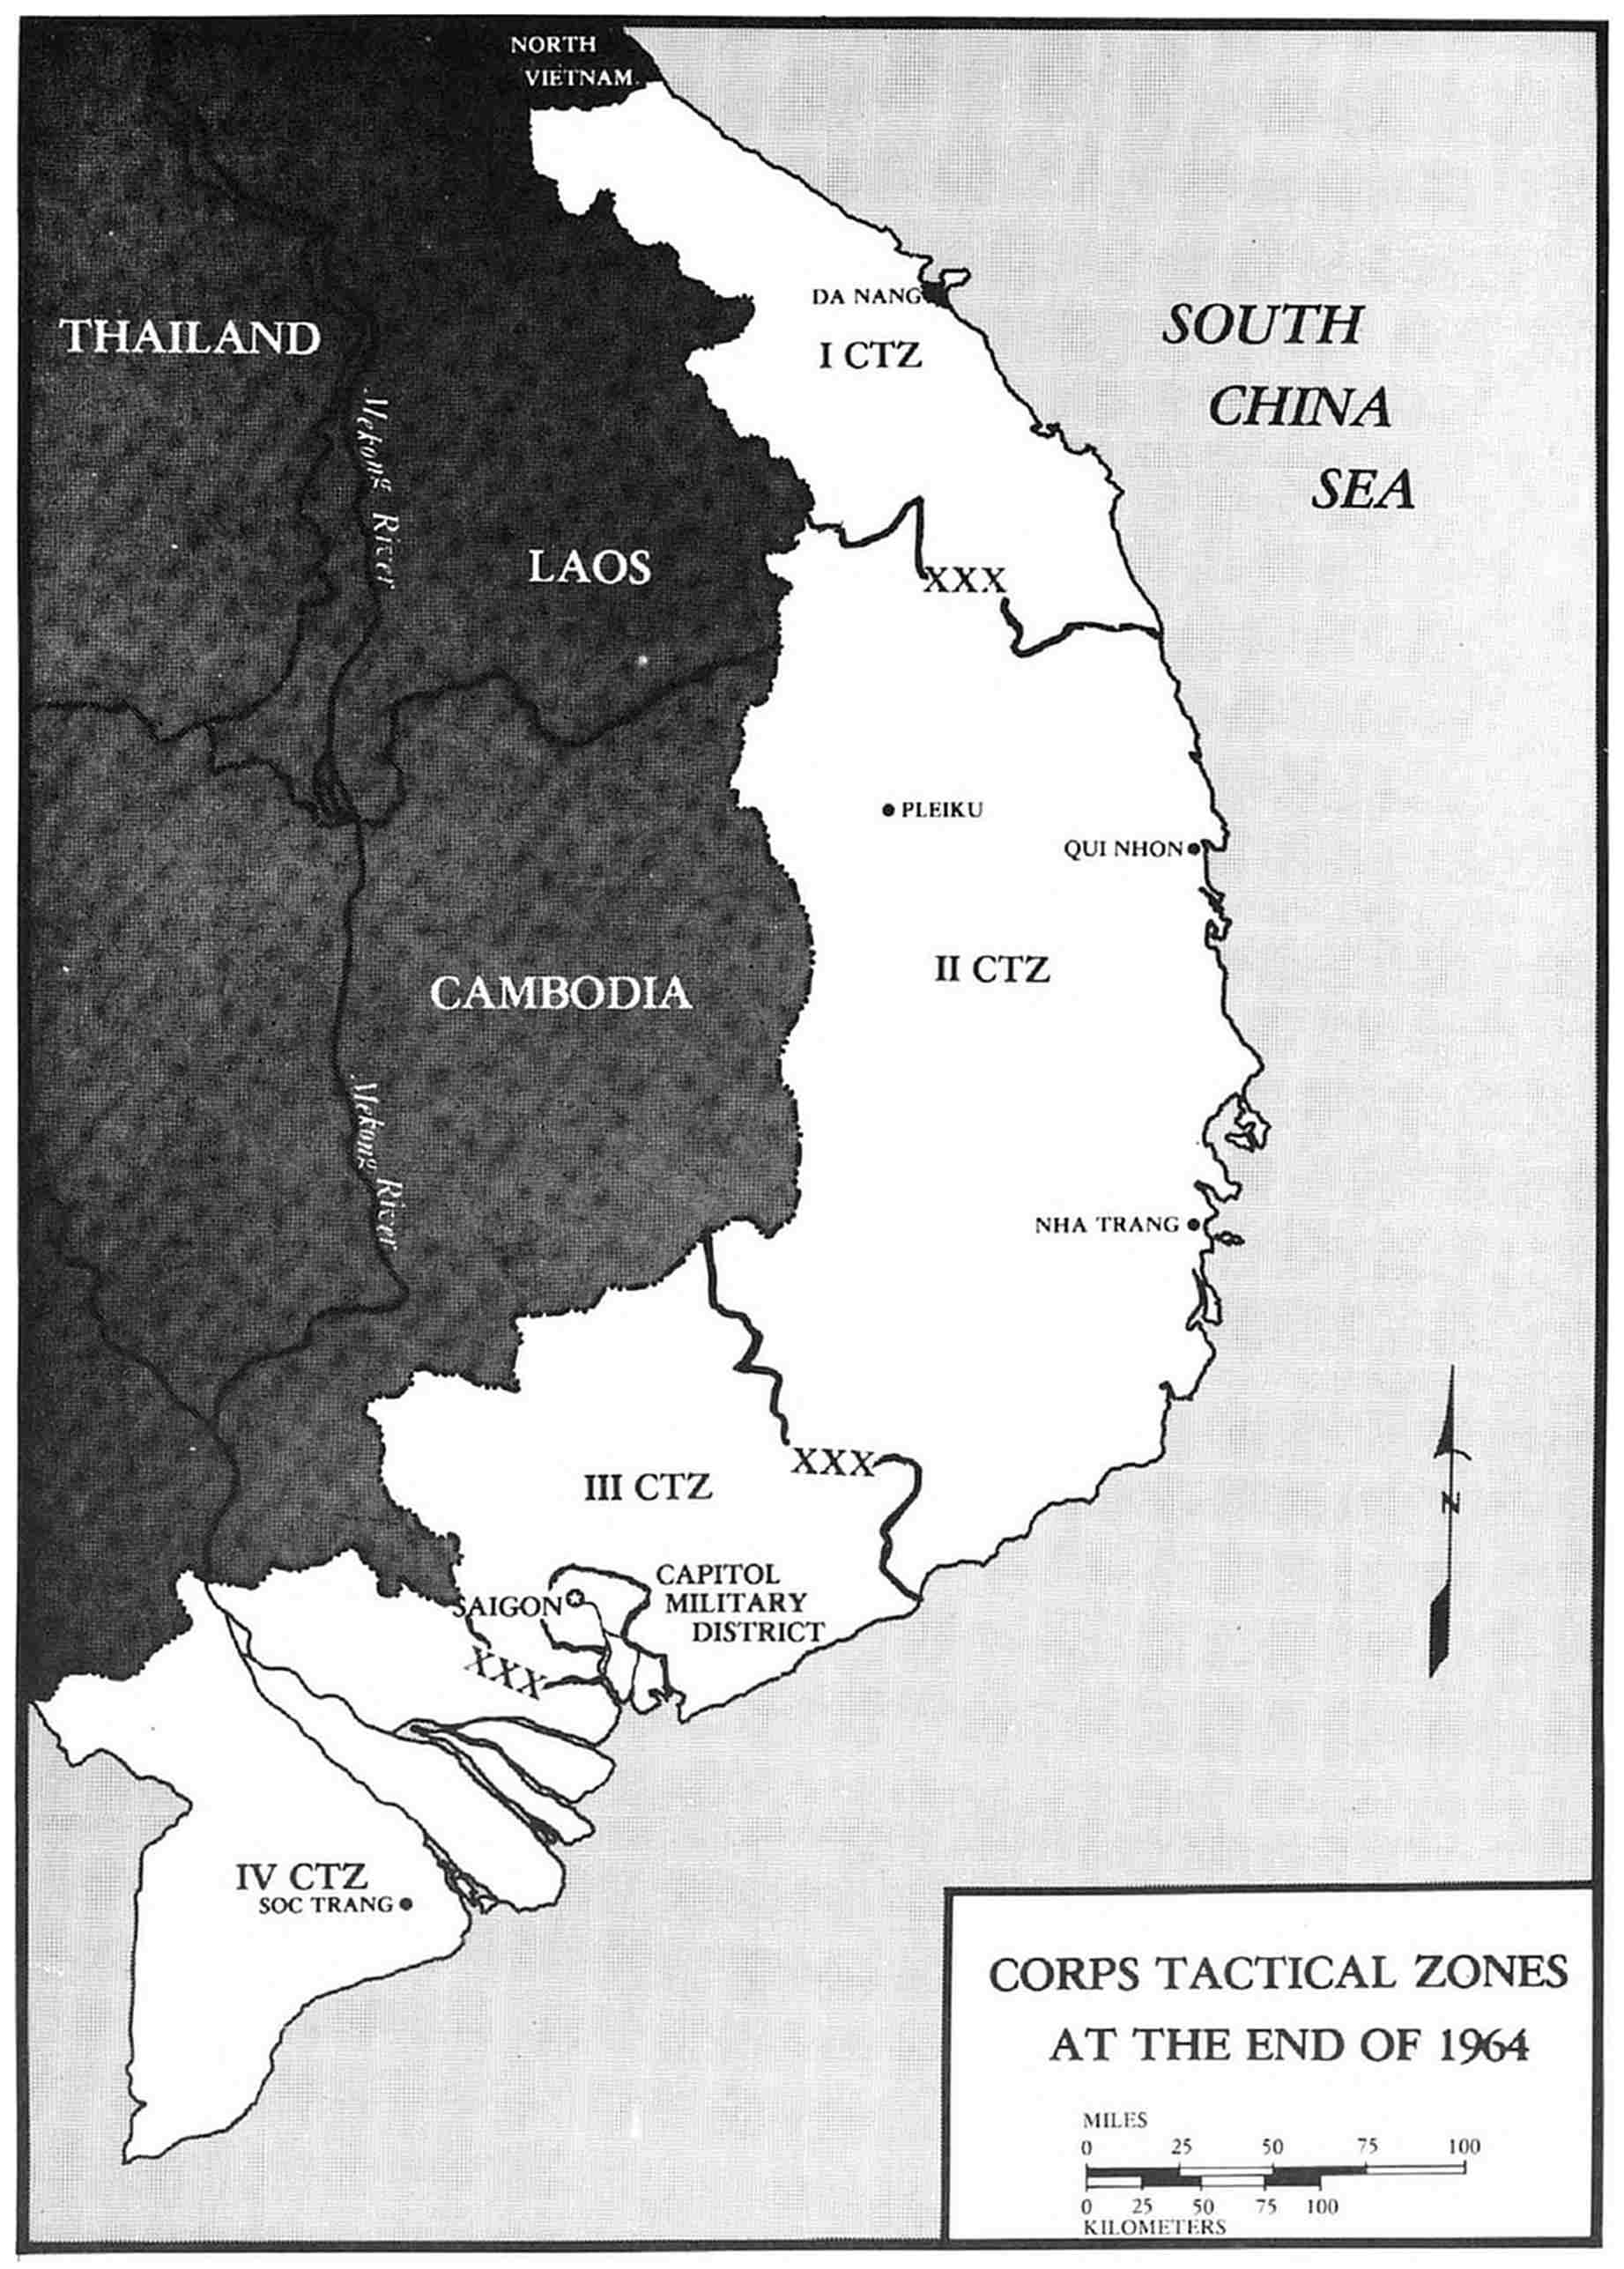 NORTH
VIETNAM
DA NANG
I CTZ
SOUTH
CHINA
SEA
THAILAND
Mekong River
LAOS
XXX
PLEIKU
QUI NHON
II CTZ
CAMBODIA
Mekong River
NHA TRANG
XXX
III CTZ
N
CAPITOL
MILITARY
DISTRICT
SAIGON
XXX
IV CTZ
SOC TRANG
CORPS TACTICAL ZONES
AT THE END OF 1964
MILES
0 25 50 75 100
0 25 50 75 100
KILOMETERS